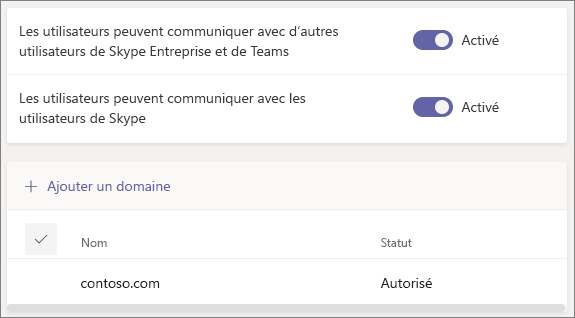 Les utilisateurs peuvent communiquer avec d’autres
utilisateurs de Skype Entreprise et de Teams
Activé
Les utilisateurs peuvent communiquer avec les
utilisateurs de Skype
Activé
Ajouter un domaine
Nom Statut
contoso.com Autorisé